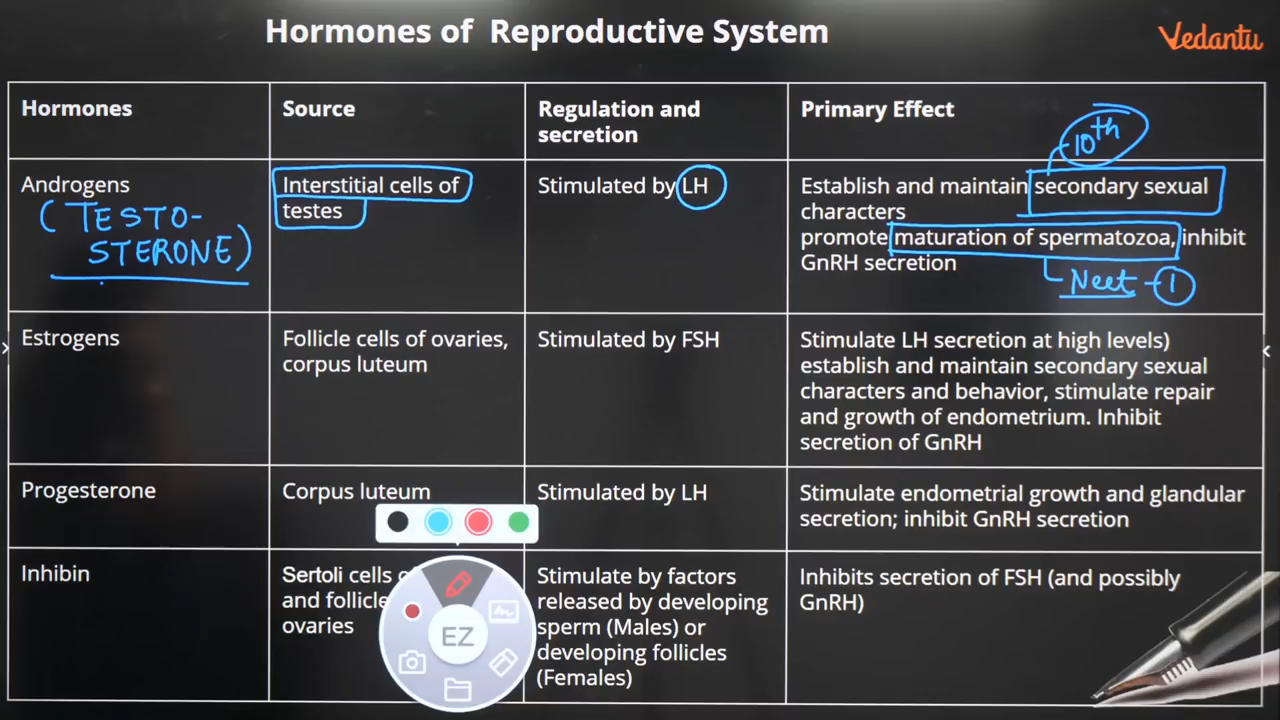 Hormones of Reproductive System
Vedantu
Hormones
Source
Regulation and
secretion
Primary Effect
10th
Androgens
(TESTO-
STERONE)
Interstitial cells of
testes
Stimulated by LH
Establish and maintain secondary sexual
characters
promote maturation of spermatozoa, inhibit
GnRH secretion
Neet - 1
Estrogens
Follicle cells of ovaries,
corpus luteum
Stimulated by FSH
Stimulate LH secretion at high levels)
establish and maintain secondary sexual
characters and behavior, stimulate repair
and growth of endometrium. Inhibit
secretion of GnRH
Progesterone
Corpus luteum
Stimulated by LH
Stimulate endometrial growth and glandular
secretion; inhibit GnRH secretion
Inhibin
Sertoli cells
and follicle
ovaries
EZ
Stimulate by factors
released by developing
sperm (Males) or
developing follicles
(Females)
Inhibits secretion of FSH (and possibly
GnRH)